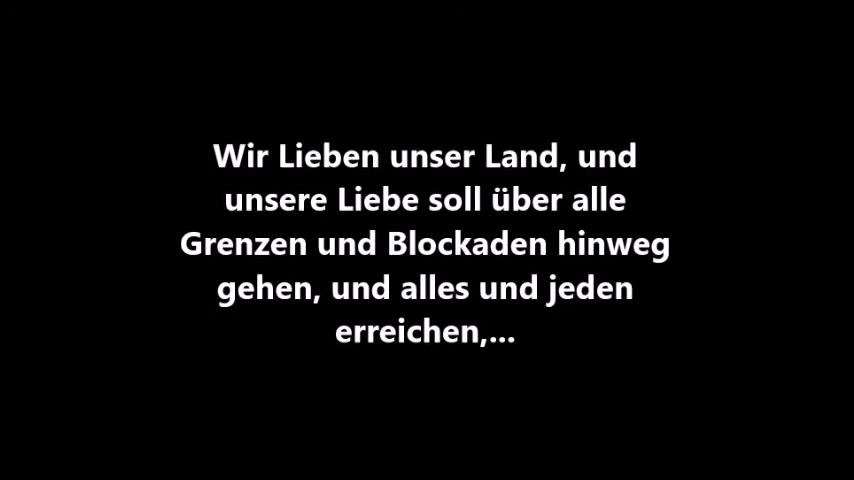 Wir Lieben unser Land, und
unsere Liebe soll über alle
Grenzen und Blockaden hinweg
gehen, und alles und jeden
erreichen,...